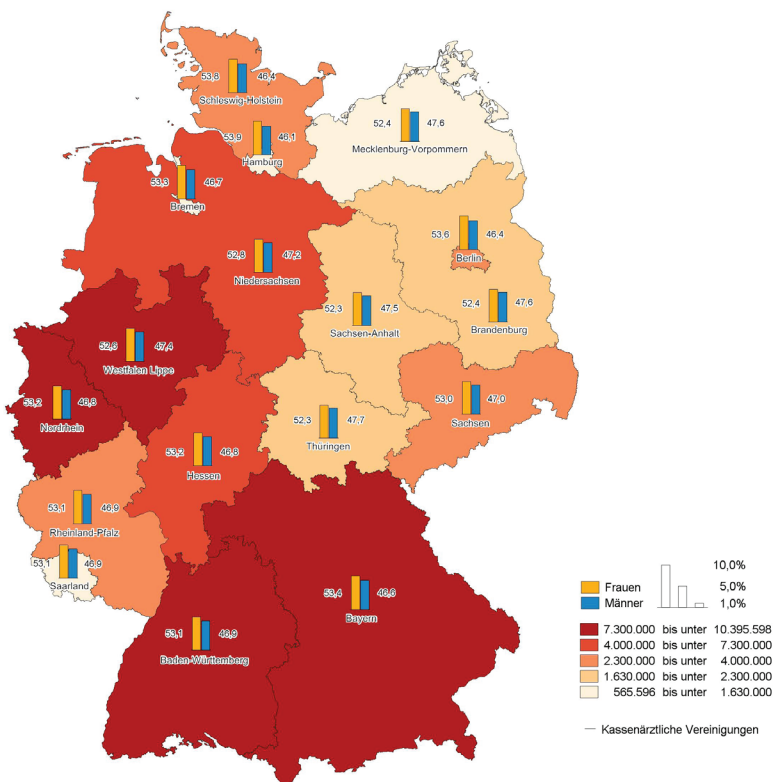 53,8 46,4
Schleswig-Holstein
52,4 47,6
Mecklenburg-Vorpommern
53,9 46,1
Hamburg
53,3 46,7
Bremen
53,6 46,4
Berlin
52,8 47,2
Niedersachsen
52,3 47,5
Sachsen-Anhalt
52,4 47,6
Brandenburg
52,6 47,4
Westfalen Lippe
53,2 46,8
Nordrhein
53,0 47,0
Sachsen
52,3 47,7
Thüringen
53,2 46,8
Hessen
53,1 46,9
Rheinland-Pfalz
53,1 46,9
Saarland
53,4 46,6
Bayern
53,1 46,9
Baden-Württemberg
Frauen
Männer
10,0%
5,0%
1,0%
7.300.000 bis unter 10.395.598
4.000.000 bis unter 7.300.000
2.300.000 bis unter 4.000.000
1.630.000 bis unter 2.300.000
565.596 bis unter 1.630.000
Kassenärztliche Vereinigungen